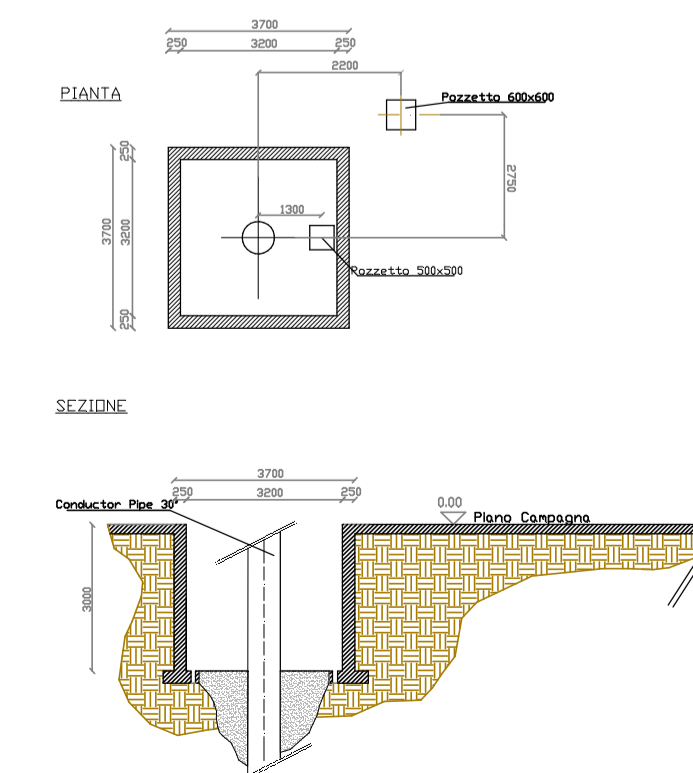 3700
250 3200 250
2200
PIANTA
Pozzetto 600x600
250
2750
1300
3700
3200
Pozzetto 500x500
250
SEZIONE
3700
250 3200 250
Conductor Pipe 30"
0.00
Piano Campagna
3000